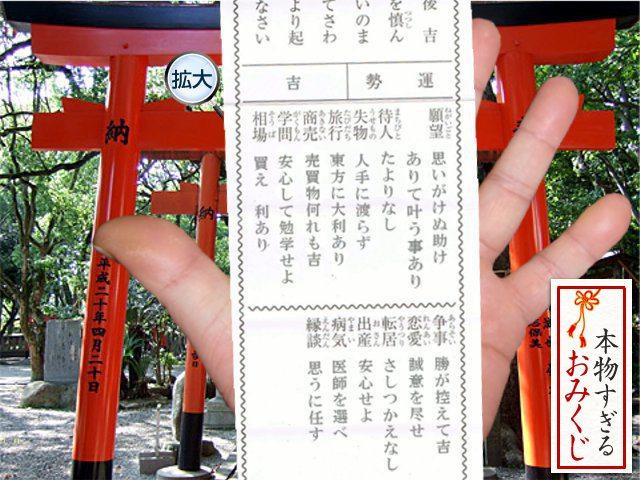 後 吉
を慎ん
いのま
てさわ
より起
なさい
運勢 吉
願望 思いがけぬ助け
ありて叶う事あり
待人 たよりなし
失物 人手に渡らず
旅行 東方に大利あり
商売 売買物何れも吉
学問 安心して勉学せよ
相場 買え 利あり
争事 勝が控えて吉
恋愛 誠意を尽せ
転居 さしつかえなし
出産 安心せよ
病気 医師を選べ
縁談 思うに任す
拡大
納
平成二十年四月二十日
納
本物すぎる
おみくじ